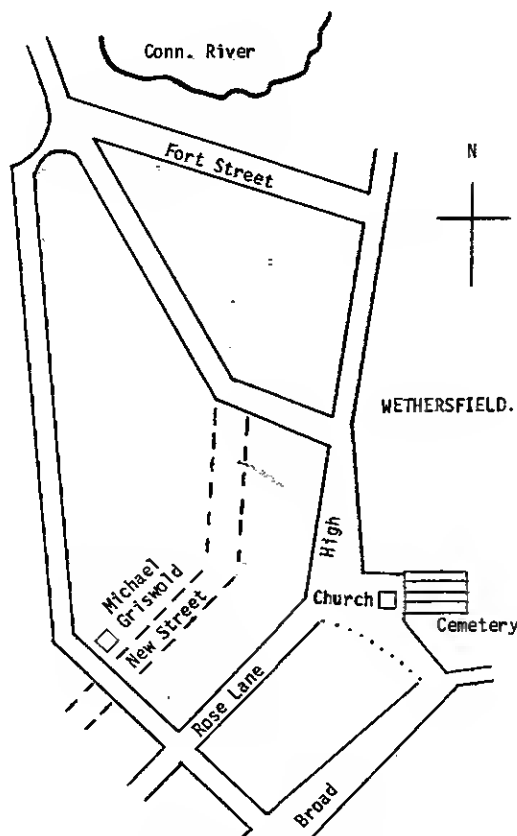 Conn. River
Fort Street
N
WETHERSFIELD.
High
Michael
Griswold
New Street
Church
Cemetery
Rose Lane
Broad